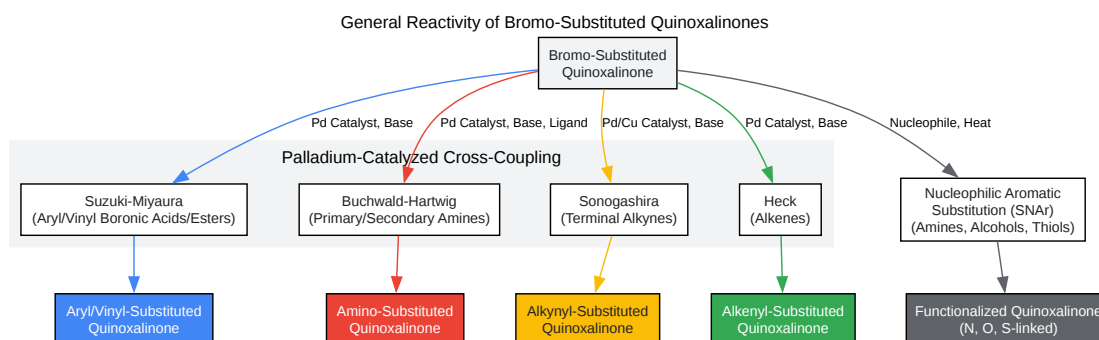 General Reactivity of Bromo-Substituted Quinoxalinones
Bromo-Substituted
Quinoxalinone
Pd Catalyst, Base
Pd Catalyst, Base, Ligand
Pd/Cu Catalyst, Base
Pd Catalyst, Base
Nucleophile, Heat
Palladium-Catalyzed Cross-Coupling
Suzuki-Miyaura
(Aryl/Vinyl Boronic Acids/Esters)
Buchwald-Hartwig
(Primary/Secondary Amines)
Sonogashira
(Terminal Alkynes)
Heck
(Alkenes)
Nucleophilic Aromatic
Substitution (SNAr)
(Amines, Alcohols, Thiols)
Aryl/Vinyl-Substituted
Quinoxalinone
Amino-Substituted
Quinoxalinone
Alkynyl-Substituted
Quinoxalinone
Alkenyl-Substituted
Quinoxalinone
Functionalized Quinoxalinone
(N, O, S-linked)